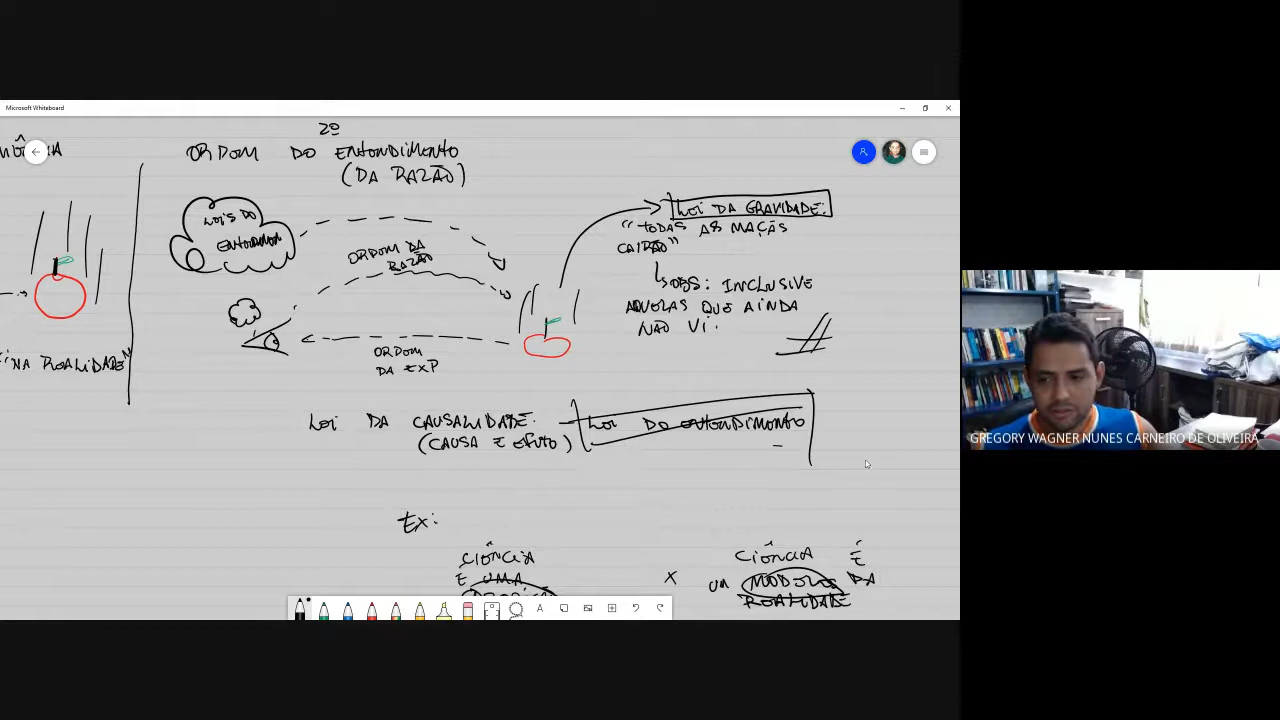 Microsoft Whiteboard
2º
ORDEM DO ENTENDIMENTO
(DA RAZÃO)
LEIS DO
ENTENDIMEN
ORDEM DA
RAZÃO
ORDEM
DA EXP
LEI DA GRAVIDADE:
"TODAS AS MAÇÃS
CAIRÃO"
OBS: INCLUSIVE
AQUELAS QUE AINDA
NÃO VI.
NA REALIDADE"
LEI DA CAUSALIDADE: LEI DO ENTENDIMENTO
(CAUSA E EFEITO)
EX:
CIÊNCIA
É UMA
X
CIÊNCIA É
UM MODELO DA
REALIDADE
GREGORY WAGNER NUNES CARNEIRO DE OLIVEIRA